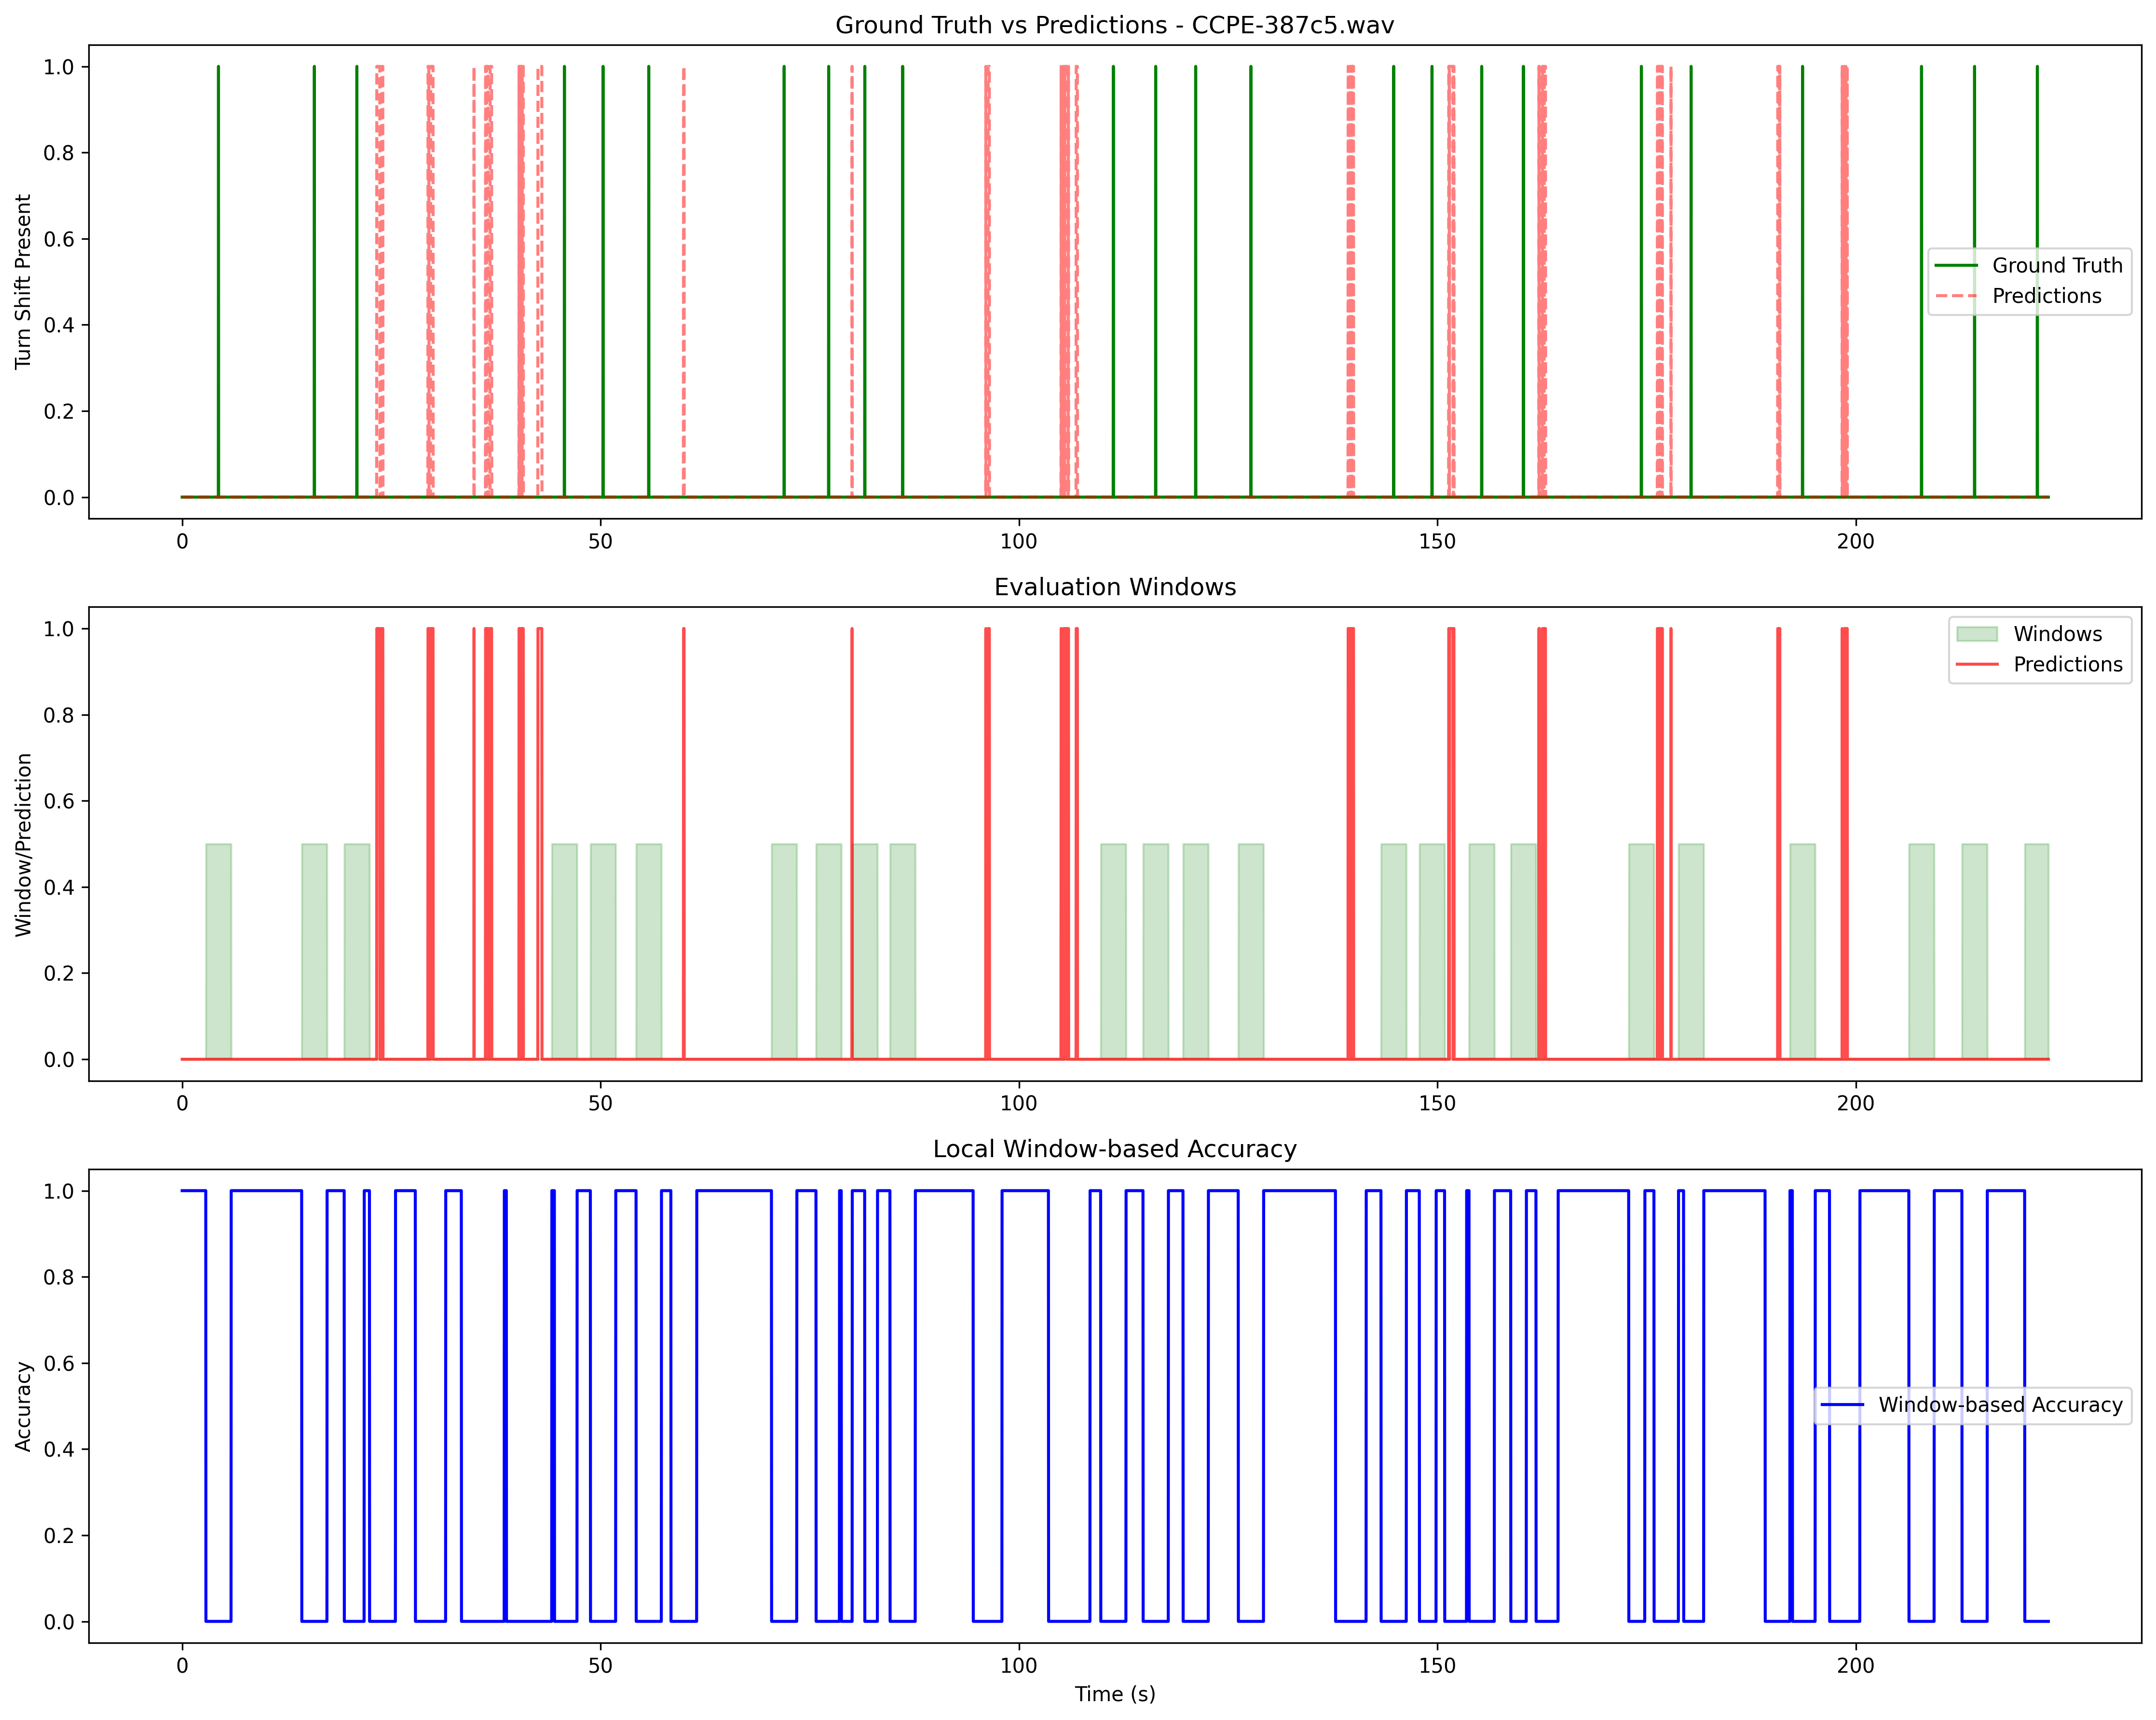 Ground Truth vs Predictions - CCPE-387c5.wav
Turn Shift Present
1.0
0.8
0.6
0.4
0.2
0.0
Ground Truth
Predictions
0 50 100 150 200
Evaluation Windows
Window/Prediction
1.0
0.8
0.6
0.4
0.2
0.0
Windows
Predictions
0 50 100 150 200
Local Window-based Accuracy
Accuracy
1.0
0.8
0.6
0.4
0.2
0.0
Window-based Accuracy
0 50 100 150 200
Time (s)